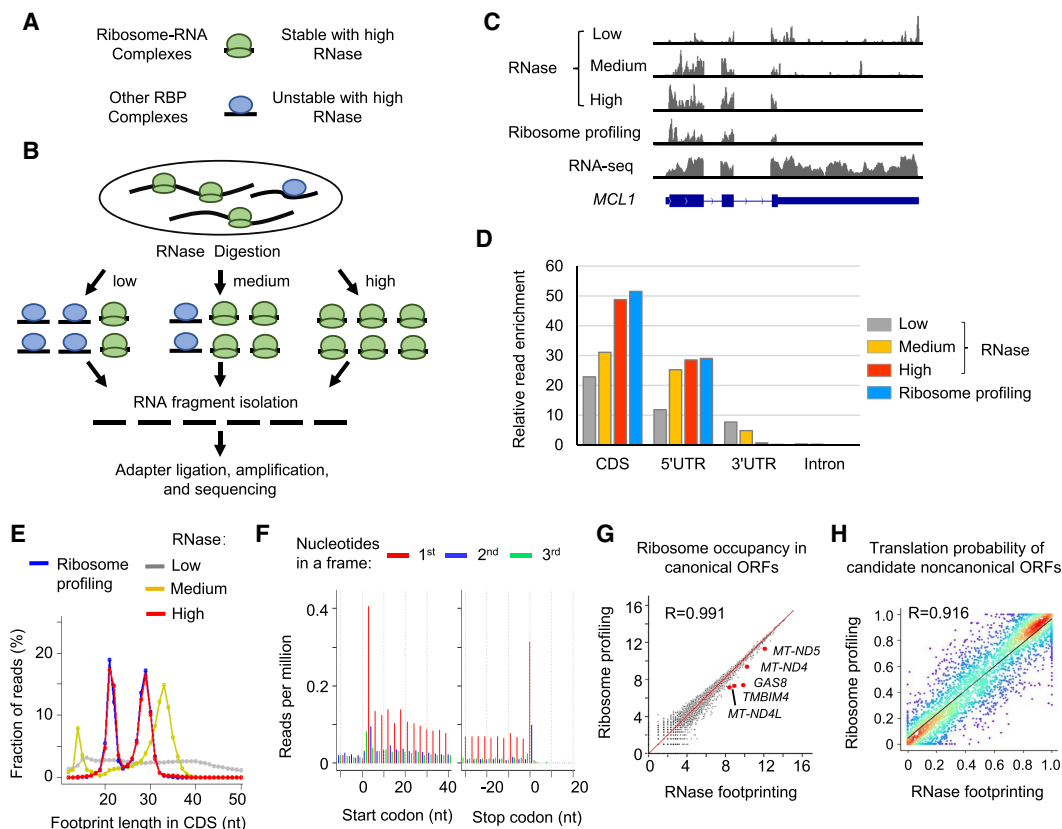 A
Ribosome-RNA
Complexes
Stable with high
RNase
Other RBP
Complexes
Unstable with high
RNase
B
RNase Digestion
low
medium
high
RNA fragment isolation
Adapter ligation, amplification,
and sequencing
C
RNase
Low
Medium
High
Ribosome profiling
RNA-seq
MCL1
D
Relative read enrichment
60
50
40
30
20
10
0
CDS
5'UTR
3'UTR
Intron
Low
Medium
High
RNase
Ribosome profiling
E
Ribosome
profiling
RNase:
Low
Medium
High
Fraction of reads (%)
20
10
0
20
30
40
50
Footprint length in CDS (nt)
F
Nucleotides
in a frame:
1st
2nd
3rd
Reads per million
0.4
0.2
0.0
0
20
40
-20
0
20
Start codon (nt)
Stop codon (nt)
G
Ribosome occupancy in
canonical ORFs
R=0.991
Ribosome profiling
16
12
8
4
0
MT-ND5
MT-ND4
GAS8
TMBIM4
MT-ND4L
0
5
10
15
RNase footprinting
H
Translation probability of
candidate noncanonical ORFs
R=0.916
Ribosome profiling
1.0
0.8
0.6
0.4
0.2
0
0
0.2
0.4
0.6
0.8
1.0
RNase footprinting